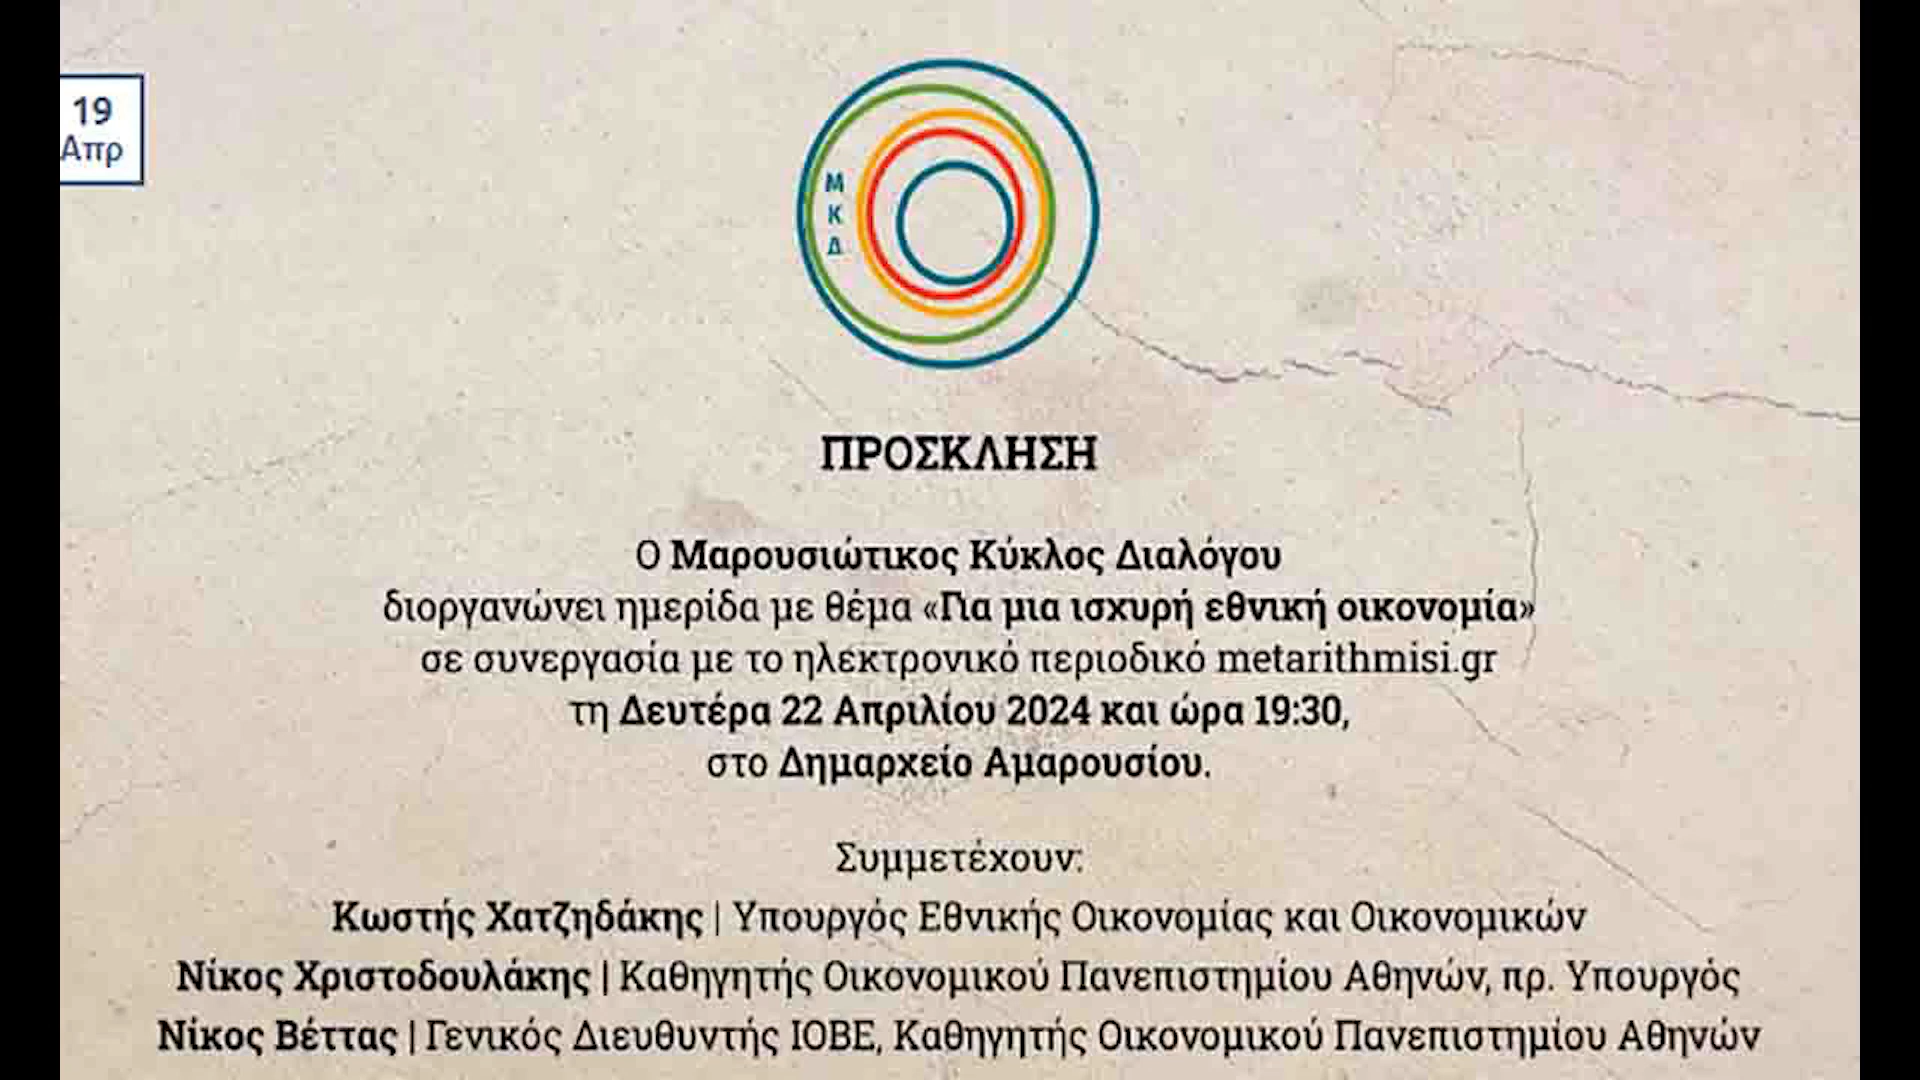 19
Απρ
Μ
Κ
Δ
ΠΡΟΣΚΛΗΣΗ
Ο Μαρουσιώτικος Κύκλος Διαλόγου
διοργανώνει ημερίδα με θέμα «Για μια ισχυρή εθνική οικονομία»
σε συνεργασία με το ηλεκτρονικό περιοδικό metarithmisi.gr
τη Δευτέρα 22 Απριλίου 2024 και ώρα 19:30,
στο Δημαρχείο Αμαρουσίου.
Συμμετέχουν:
Κωστής Χατζηδάκης | Υπουργός Εθνικής Οικονομίας και Οικονομικών
Νίκος Χριστοδουλάκης | Καθηγητής Οικονομικού Πανεπιστημίου Αθηνών, πρ. Υπουργός
Νίκος Βέττας | Γενικός Διευθυντής ΙΟΒΕ, Καθηγητής Οικονομικού Πανεπιστημίου Αθηνών